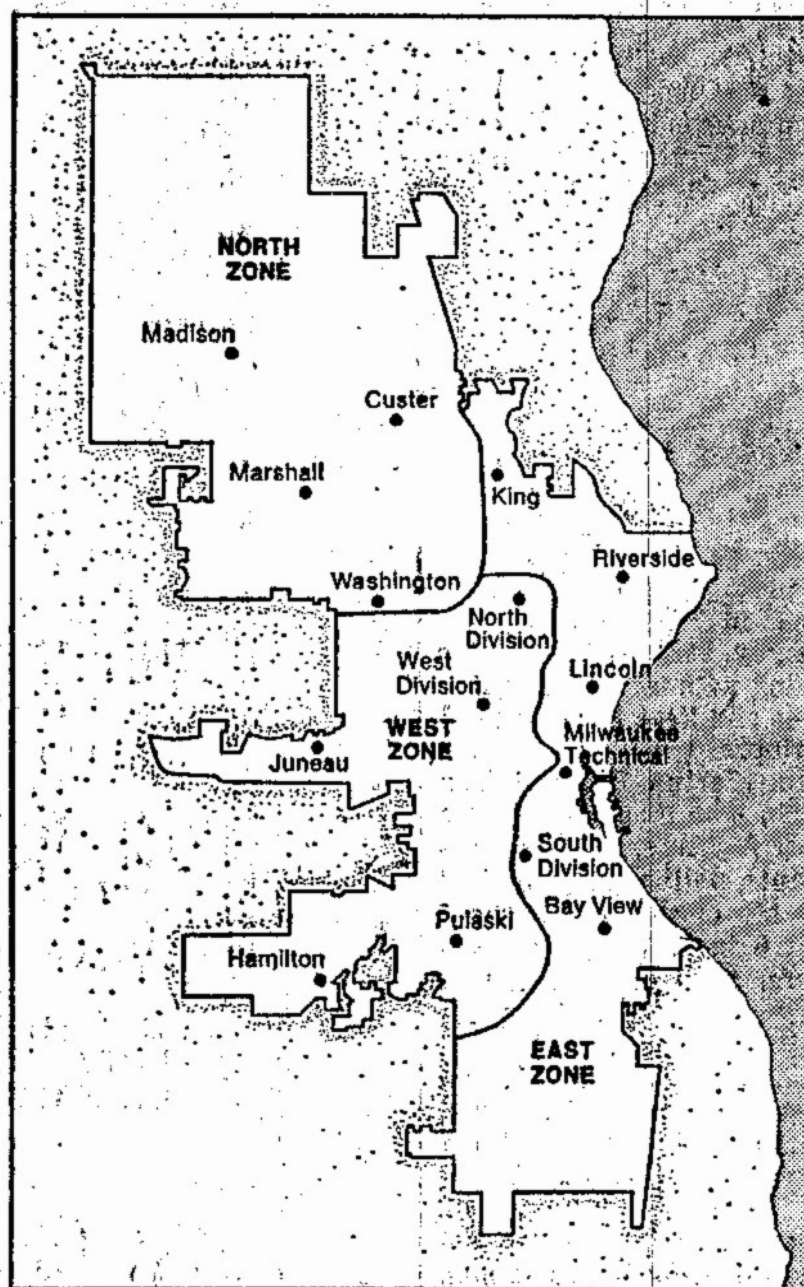 NORTH
ZONE
Madison
Custer
Marshall
King
Riverside
Washington
North
Division
West
Division
Lincoln
WEST
ZONE
Milwaukee
Technical
Juneau
South
Division
Bay View
Pulaski
Hamilton
EAST
ZONE